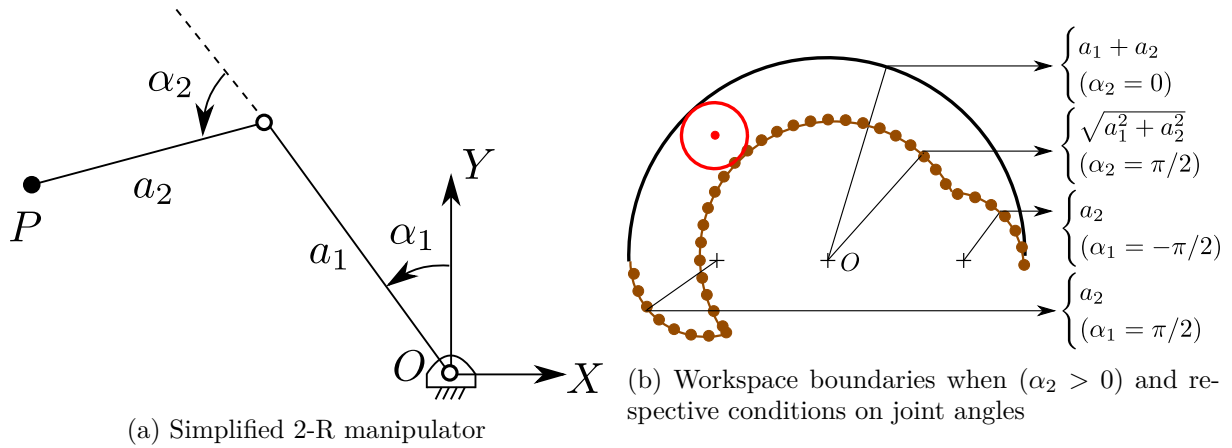 α₂
a₂
P
a₁
α₁
Y
O
X
(a) Simplified 2-R manipulator
a₁ + a₂
(α₂ = 0)
√(a₁² + a₂²)
(α₂ = π/2)
a₂
(α₁ = −π/2)
O
a₂
(α₁ = π/2)
(b) Workspace boundaries when (α₂ > 0) and re-
spective conditions on joint angles